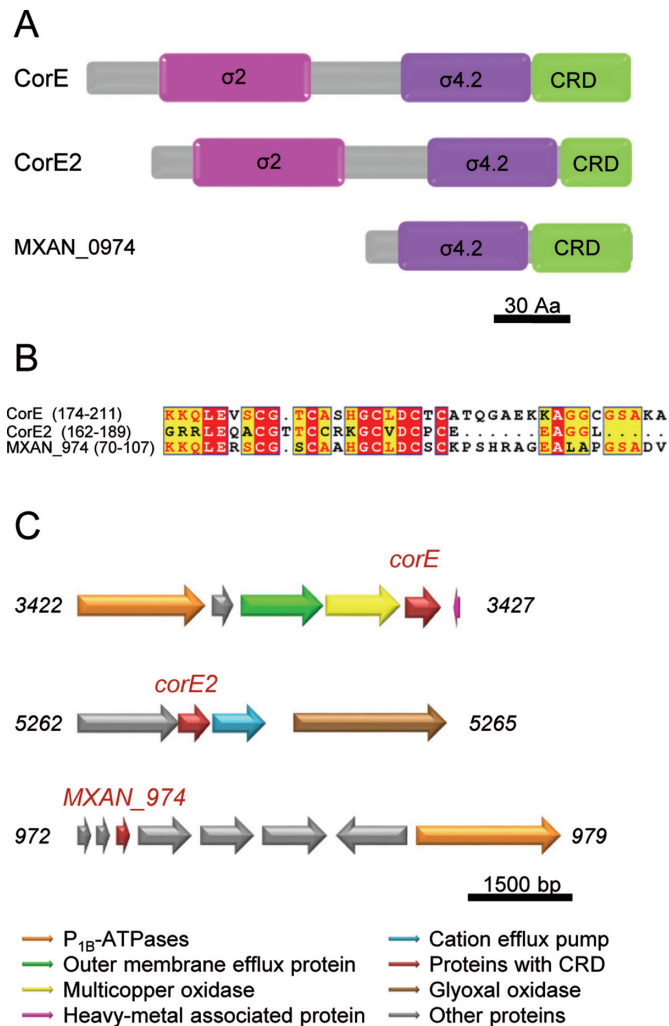 A
CorE
σ2
σ4.2
CRD
CorE2
σ2
σ4.2
CRD
MXAN_0974
σ4.2
CRD
30 Aa
B
CorE (174-211) KKQLEVSCG.TCASHGCLDCTCATQGAEKKAGGCGSAKA
CorE2 (162-189) GRRLEQACGTTCCRKGCVDCPCE......EAGGL....
MXAN_974 (70-107) KKQLERSCG.SCAAHGCLDCSCKPSHRAGEALAPGSADV
C
corE
3422
3427
corE2
5262
5265
MXAN_974
972
979
1500 bp
P1B-ATPases
Outer membrane efflux protein
Multicopper oxidase
Heavy-metal associated protein
Cation efflux pump
Proteins with CRD
Glyoxal oxidase
Other proteins